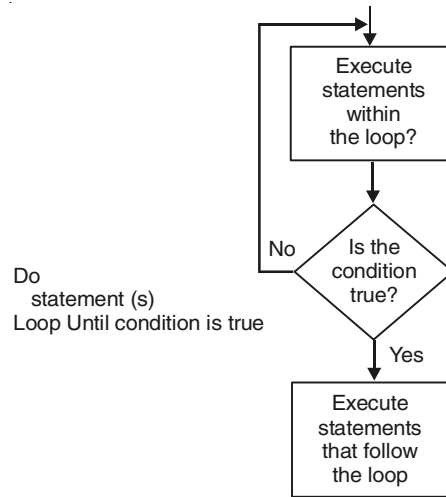 Execute
statements
within
the loop?
No
Is the
condition
true?
Do
statement (s)
Loop Until condition is true
Yes
Execute
statements
that follow
the loop